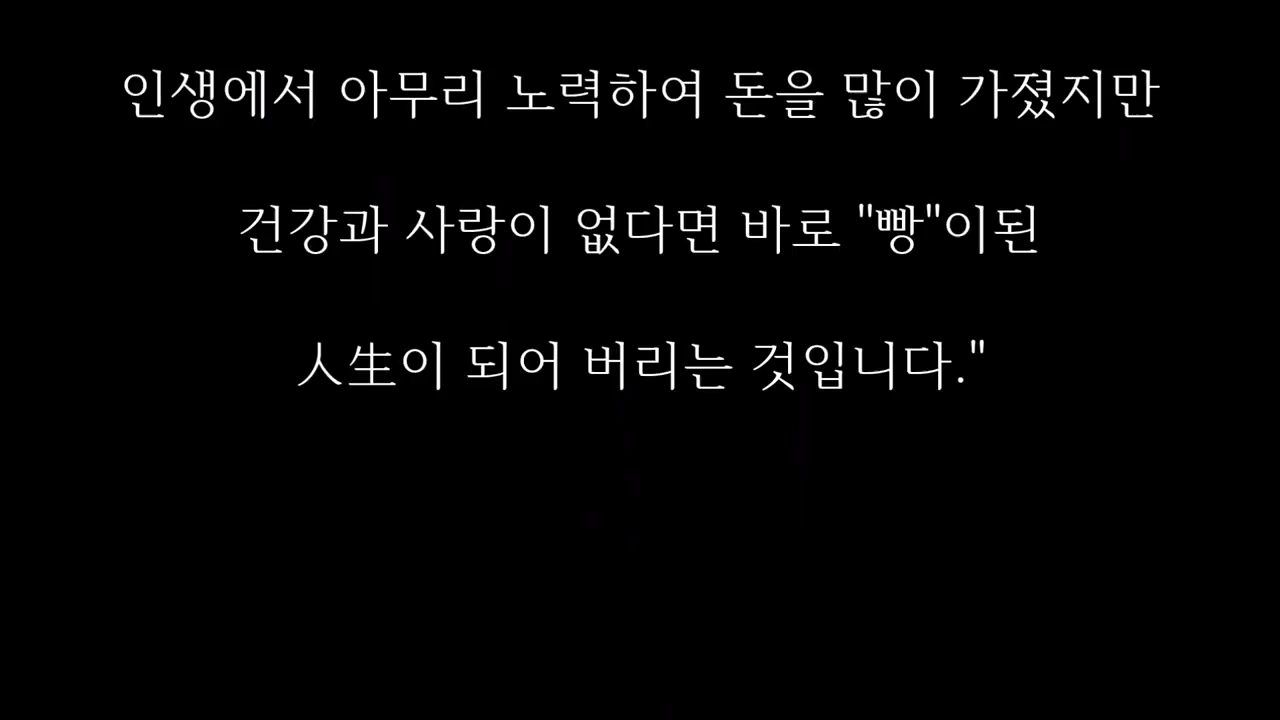 인생에서 아무리 노력하여 돈을 많이 가졌지만
건강과 사랑이 없다면 바로 "빵"이된
人生이 되어 버리는 것입니다."